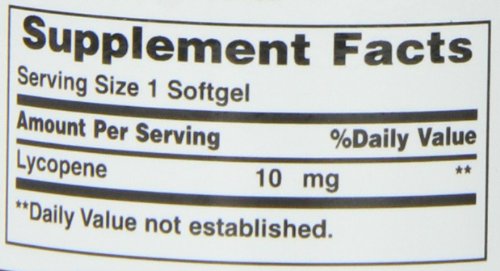 Supplement Facts
Serving Size 1 Softgel
Amount Per Serving %Daily Value
Lycopene 10 mg **
**Daily Value not established.